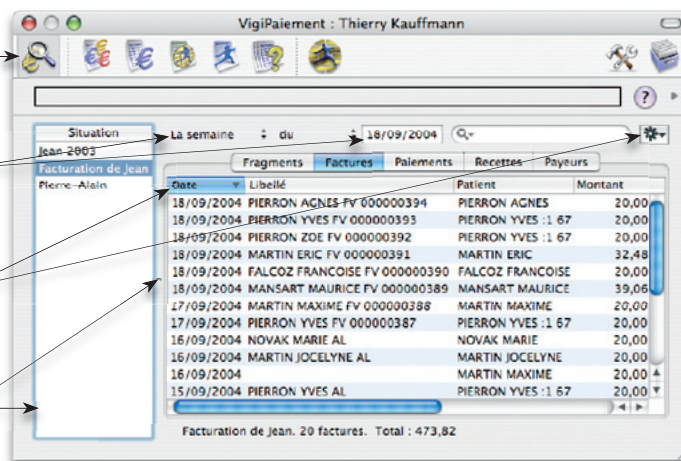 VigiPaiement : Thierry Kauffmann
?
Situation
Jean 2003
Facturation de Jean
Pierre-Alain
La semaine du 18/09/2004
Fragments Factures Paiements Recettes Payeurs
Date Libellé Patient Montant
18/09/2004 PIERRON AGNES FV 000000394 PIERRON AGNES 20,00
18/09/2004 PIERRON YVES FV 000000393 PIERRON YVES :1 67 20,00
18/09/2004 PIERRON ZOE FV 000000392 PIERRON YVES :1 67 20,00
18/09/2004 MARTIN ERIC FV 000000391 MARTIN ERIC 32,48
18/09/2004 FALCOZ FRANCOISE FV 000000390 FALCOZ FRANCOISE 20,00
18/09/2004 MANSART MAURICE FV 000000389 MANSART MAURICE 39,06
17/09/2004 MARTIN MAXIME FV 000000388 MARTIN MAXIME 20,00
17/09/2004 PIERRON YVES FV 000000387 PIERRON YVES :1 67 20,00
16/09/2004 NOVAK MARIE AL NOVAK MARIE 20,00
16/09/2004 MARTIN JOCELYNE AL MARTIN JOCELYNE 20,00
16/09/2004 MARTIN MAXIME 20,00
15/09/2004 PIERRON YVES AL PIERRON YVES :1 67 20,00
Facturation de Jean. 20 factures. Total : 473,82